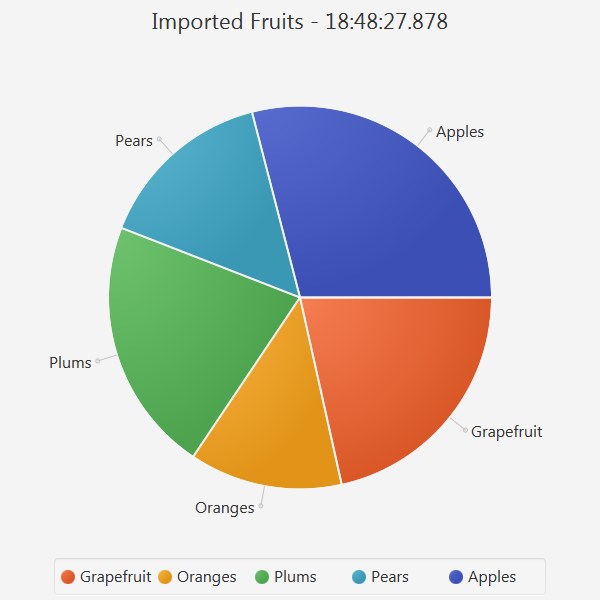 Imported Fruits - 18:48:27.878
Apples
Pears
Plums
Grapefruit
Oranges
Grapefruit Oranges Plums Pears Apples